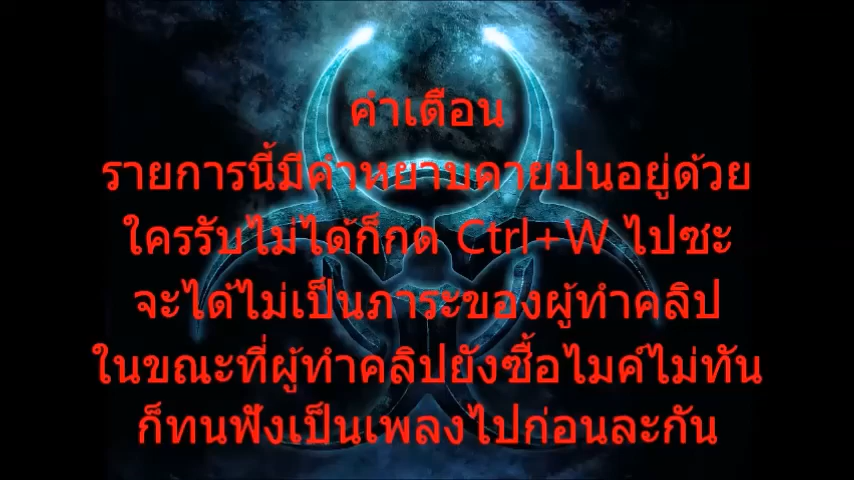 คำเตือน
รายการนี้มีคำหยาบคายปนอยู่ด้วย
ใครรับไม่ได้ก็กด Ctrl+W ไปซะ
จะได้ไม่เป็นภาระของผู้ทำคลิป
ในขณะที่ผู้ทำคลิปยังซื้อไมค์ไม่ทัน
ก็ทนฟังเป็นเพลงไปก่อนละกัน